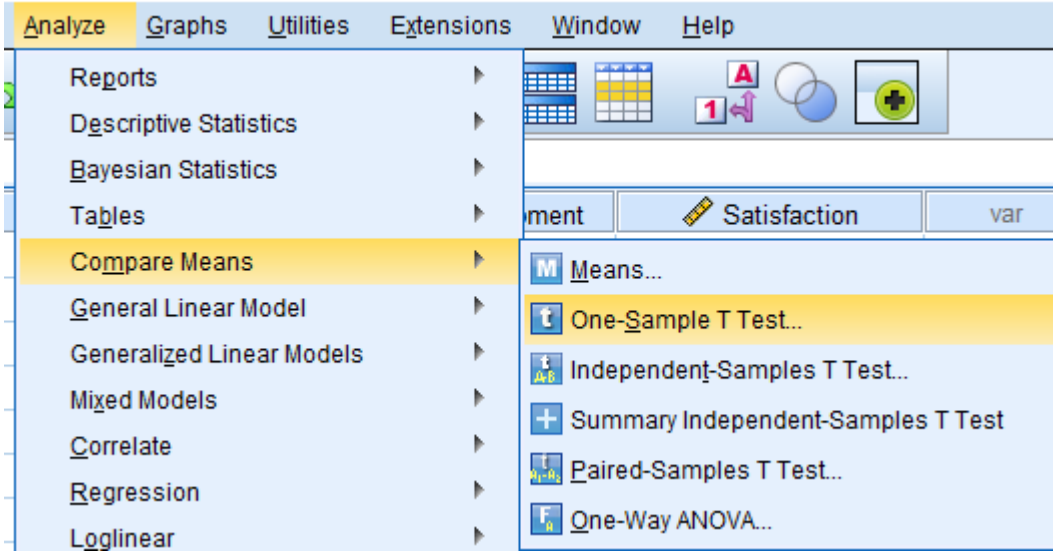 Analyze Graphs Utilities Extensions Window Help
Reports
Descriptive Statistics
Bayesian Statistics
Tables
Compare Means
General Linear Model
Generalized Linear Models
Mixed Models
Correlate
Regression
Loglinear
A
1
Satisfaction var
M Means...
t One-Sample T Test...
Independent-Samples T Test...
Summary Independent-Samples T Test
Paired-Samples T Test...
One-Way ANOVA...